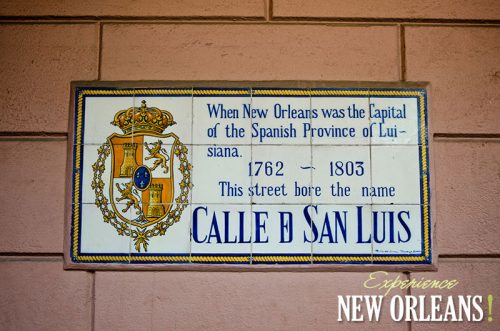 When New Orleans was the Capital
of the Spanish Province of Lui-
siana.
1762 ~ 1803
This street bore the name
CALLE D SAN LUIS
Experience
NEW ORLEANS!